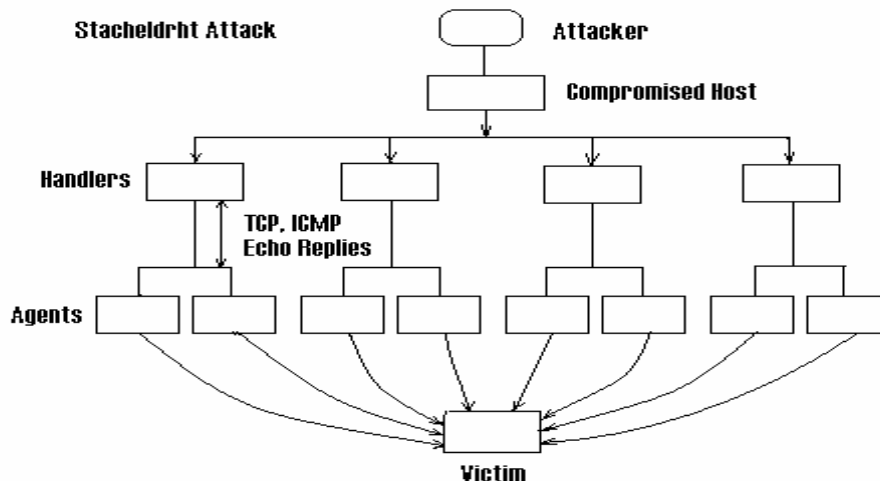 Stacheldrht Attack
Attacker
Compromised Host
Handlers
TCP, ICMP
Echo Replies
Agents
Victim